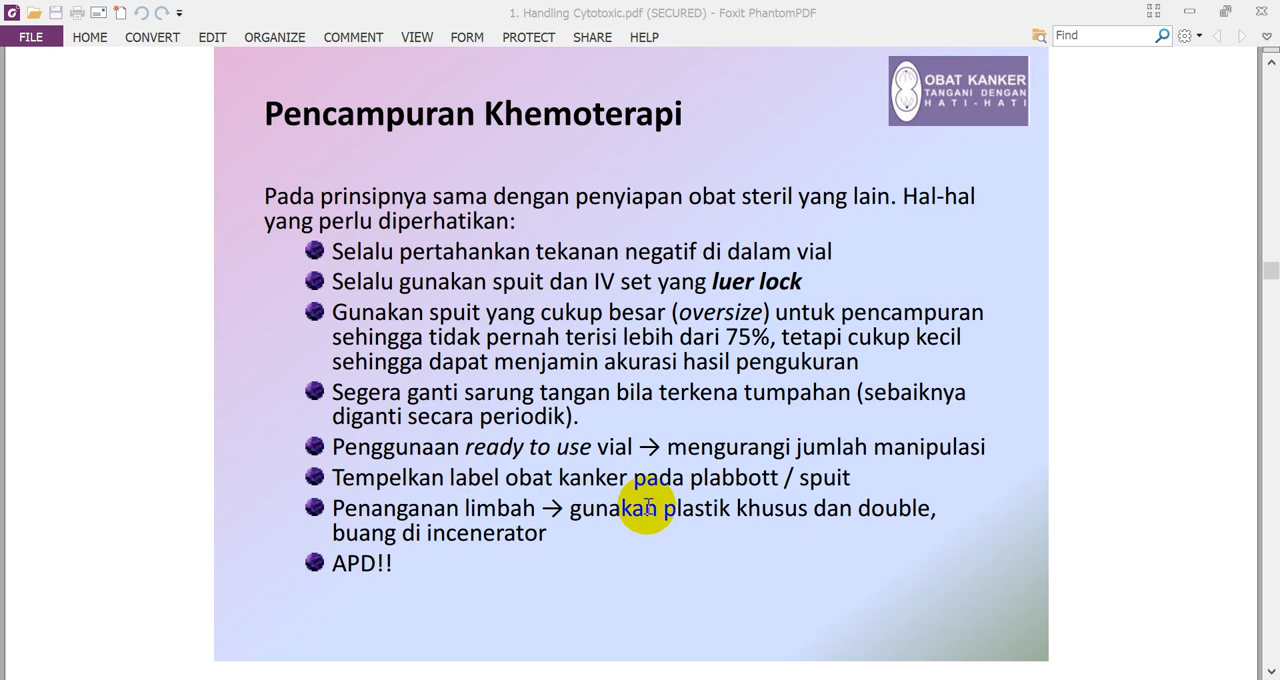 1. Handling Cytotoxic.pdf (SECURED) - Foxit PhantomPDF
FILE HOME CONVERT EDIT ORGANIZE COMMENT VIEW FORM PROTECT SHARE HELP Find
OBAT KANKER
TANGANI DENGAN
HATI-HATI
Pencampuran Khemoterapi
Pada prinsipnya sama dengan penyiapan obat steril yang lain. Hal-hal
yang perlu diperhatikan:
Selalu pertahankan tekanan negatif di dalam vial
Selalu gunakan spuit dan IV set yang luer lock
Gunakan spuit yang cukup besar (oversize) untuk pencampuran
sehingga tidak pernah terisi lebih dari 75%, tetapi cukup kecil
sehingga dapat menjamin akurasi hasil pengukuran
Segera ganti sarung tangan bila terkena tumpahan (sebaiknya
diganti secara periodik).
Penggunaan ready to use vial → mengurangi jumlah manipulasi
Tempelkan label obat kanker pada plabbott / spuit
Penanganan limbah → gunakan plastik khusus dan double,
buang di incenerator
APD!!